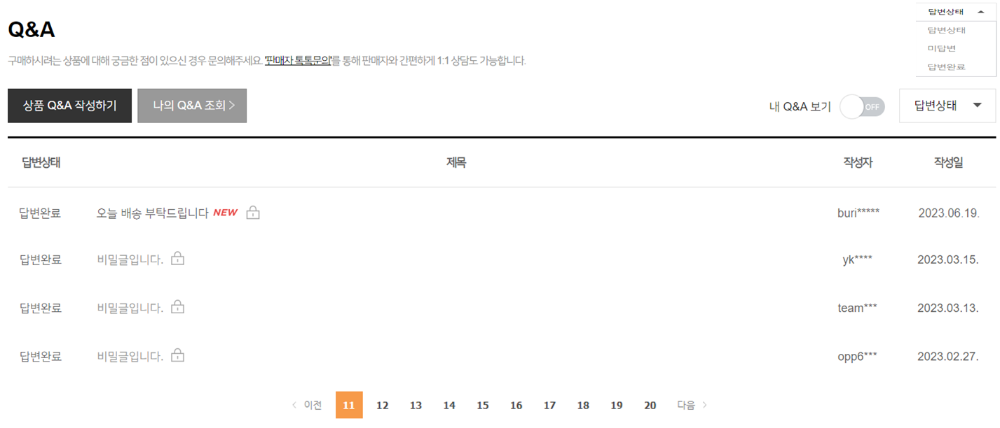 답변상태
Q&A
답변상태
미답변
구매하시려는 상품에 대해 궁금한 점이 있으신 경우 문의해주세요. '판매자 톡톡문의'를 통해 판매자와 간편하게 1:1 상담도 가능합니다.
답변완료
상품 Q&A 작성하기 나의 Q&A 조회 > 내 Q&A 보기 OFF 답변상태
답변상태 제목 작성자 작성일
답변완료 오늘 배송 부탁드립니다 NEW buri***** 2023.06.19.
답변완료 비밀글입니다. yk**** 2023.03.15.
답변완료 비밀글입니다. team*** 2023.03.13.
답변완료 비밀글입니다. opp6*** 2023.02.27.
< 이전 11 12 13 14 15 16 17 18 19 20 다음 >